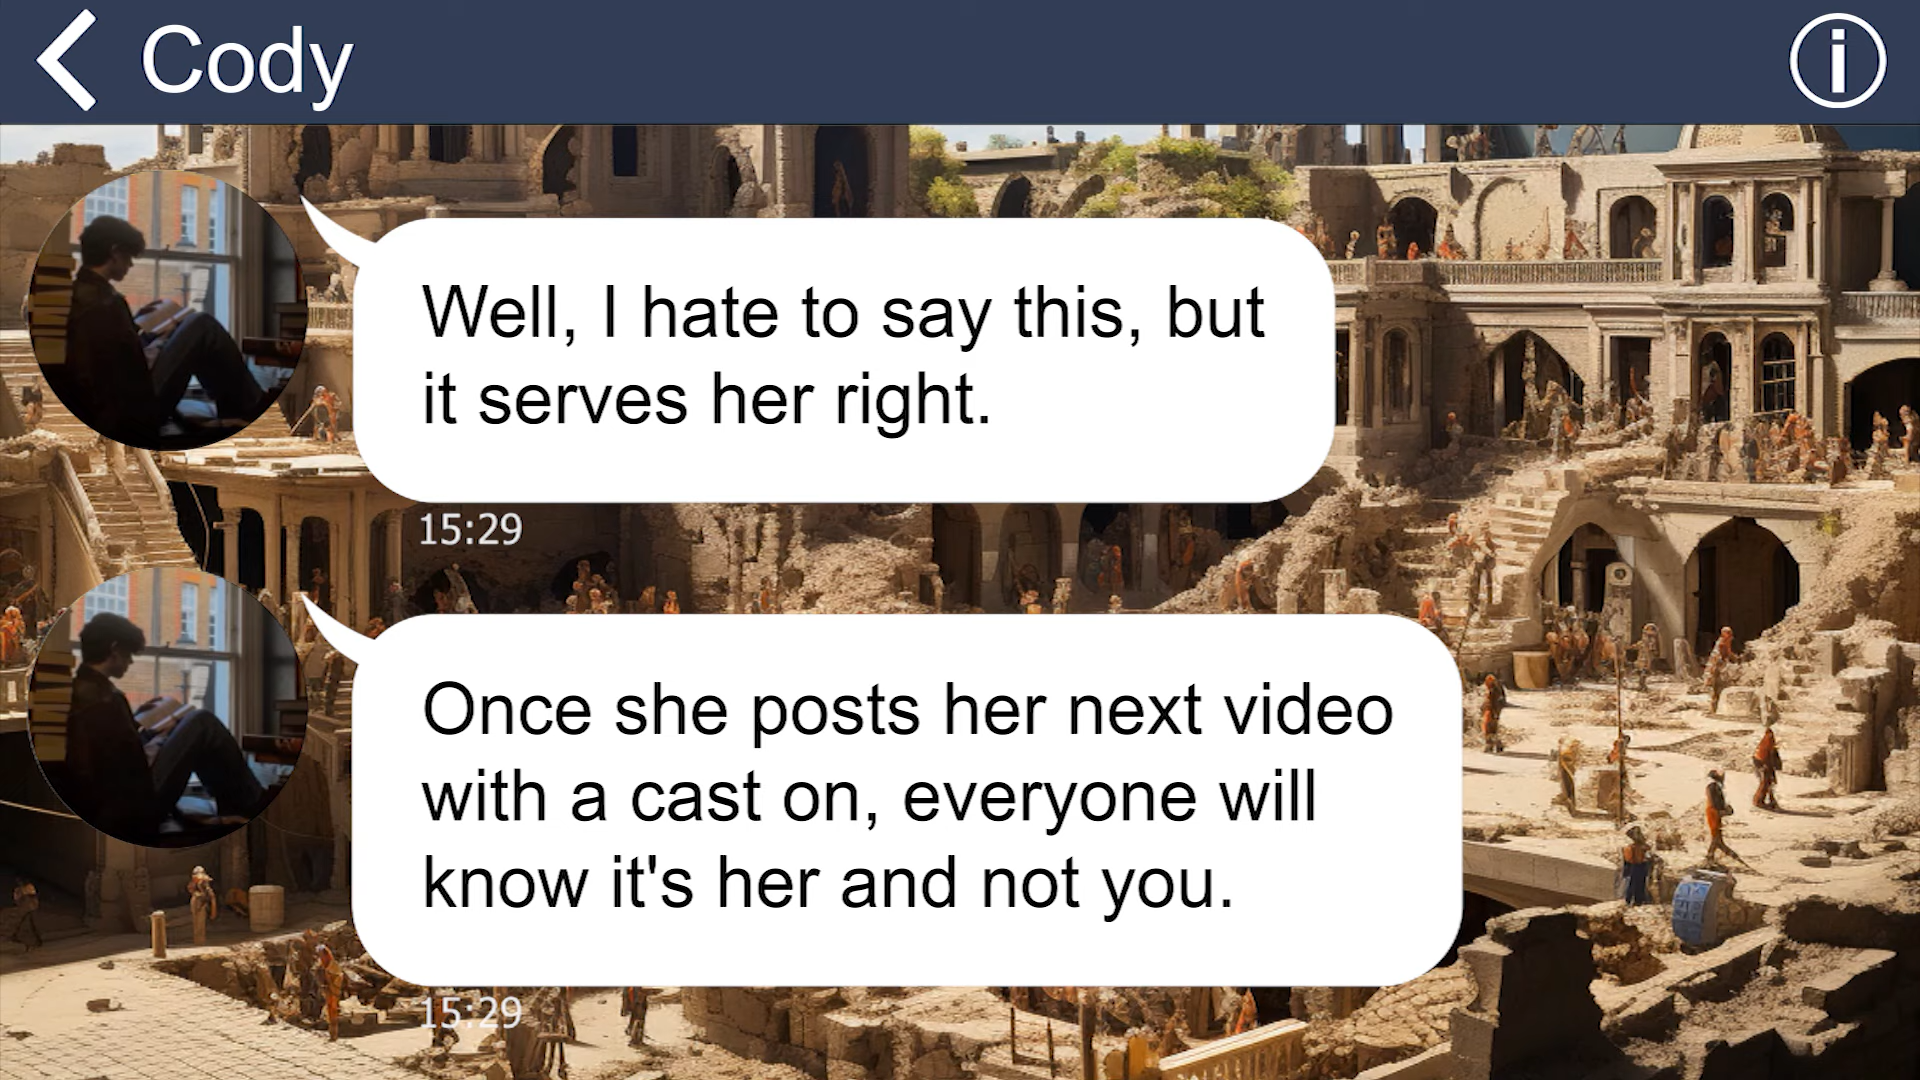 Cody
Well, I hate to say this, but
it serves her right.
15:29
Once she posts her next video
with a cast on, everyone will
know it's her and not you.
15:29